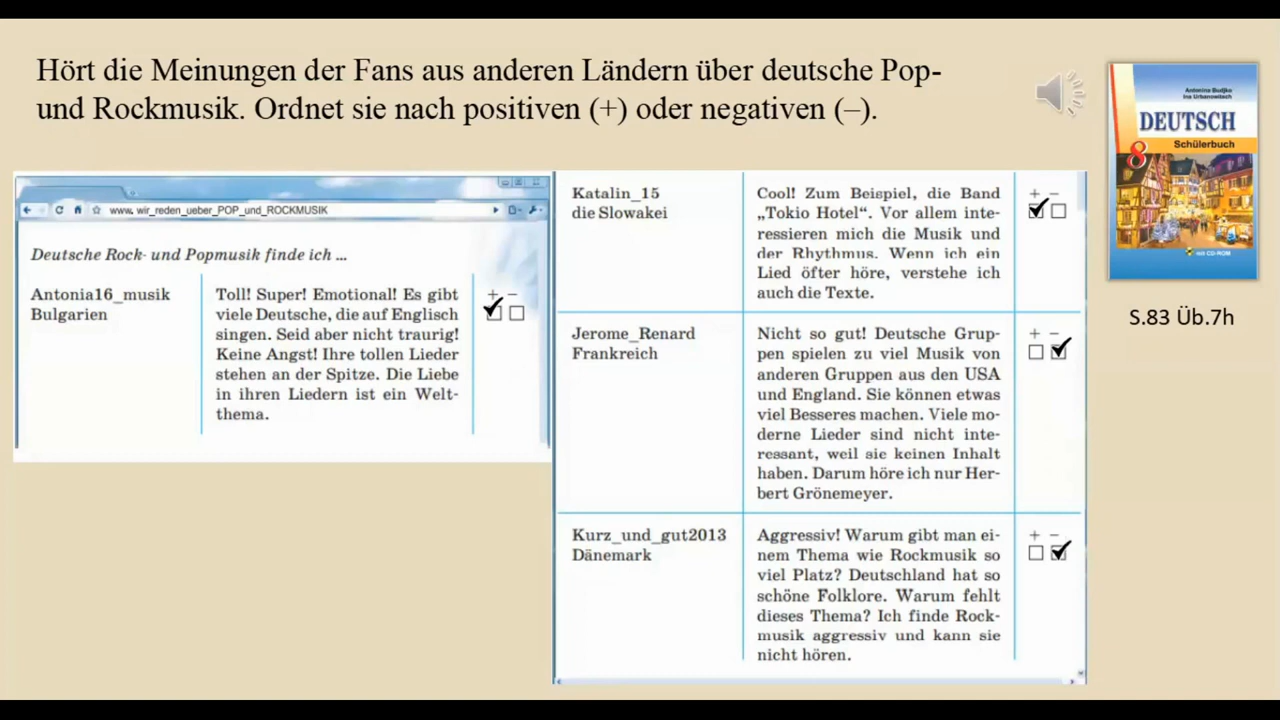 Hört die Meinungen der Fans aus anderen Ländern über deutsche Pop-
und Rockmusik. Ordnet sie nach positiven (+) oder negativen (–).
Antonina Budjko
Ina Urbanowitsch
DEUTSCH
8
Schülerbuch
mit CD-ROM
S.83 Üb.7h
www. wir_reden_ueber_POP_und_ROCKMUSIK
Deutsche Rock- und Popmusik finde ich ...
Antonia16_musik
Bulgarien
Toll! Super! Emotional! Es gibt
viele Deutsche, die auf Englisch
singen. Seid aber nicht traurig!
Keine Angst! Ihre tollen Lieder
stehen an der Spitze. Die Liebe
in ihren Liedern ist ein Welt-
thema.
+ –
Katalin_15
die Slowakei
Cool! Zum Beispiel, die Band
„Tokio Hotel“. Vor allem inte-
ressieren mich die Musik und
der Rhythmus. Wenn ich ein
Lied öfter höre, verstehe ich
auch die Texte.
+ –
Jerome_Renard
Frankreich
Nicht so gut! Deutsche Grup-
pen spielen zu viel Musik von
anderen Gruppen aus den USA
und England. Sie können etwas
viel Besseres machen. Viele mo-
derne Lieder sind nicht inte-
ressant, weil sie keinen Inhalt
haben. Darum höre ich nur Her-
bert Grönemeyer.
+ –
Kurz_und_gut2013
Dänemark
Aggressiv! Warum gibt man ei-
nem Thema wie Rockmusik so
viel Platz? Deutschland hat so
schöne Folklore. Warum fehlt
dieses Thema? Ich finde Rock-
musik aggressiv und kann sie
nicht hören.
+ –